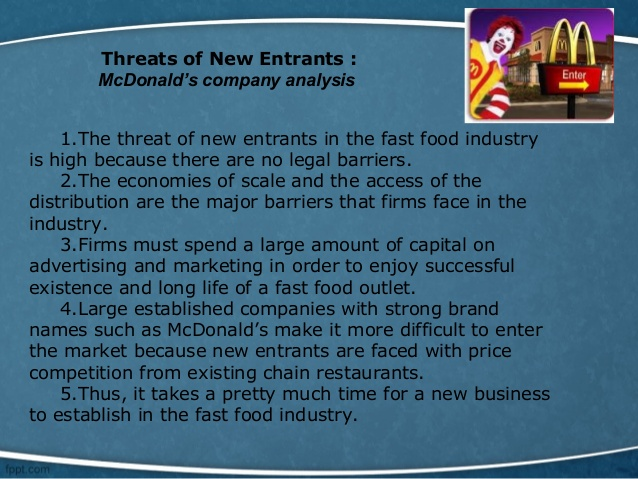 Threats of New Entrants :
McDonald's company analysis
Enter
1.The threat of new entrants in the fast food industry
is high because there are no legal barriers.
2.The economies of scale and the access of the
distribution are the major barriers that firms face in the
industry.
3.Firms must spend a large amount of capital on
advertising and marketing in order to enjoy successful
existence and long life of a fast food outlet.
4.Large established companies with strong brand
names such as McDonald's make it more difficult to enter
the market because new entrants are faced with price
competition from existing chain restaurants.
5.Thus, it takes a pretty much time for a new business
to establish in the fast food industry.
fppt.com